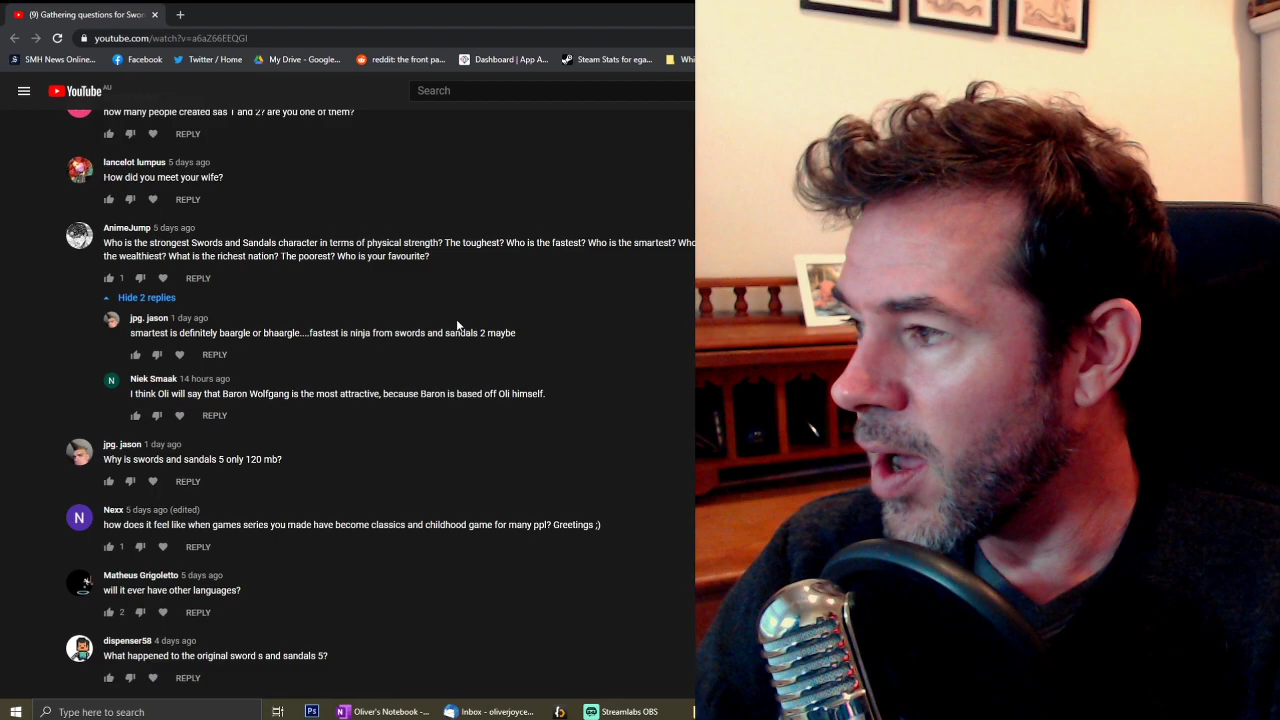 (9) Gathering questions for Swor
youtube.com/watch?v=a6aZ66EEQGI
SMH News Onlin... Facebook Twitter / Home My Drive - Google... reddit: the front pa... Dashboard | App A... Steam Stats for ega... Whi
YouTube AU Search
how many people created sas 1 and 2? are you one of them?
REPLY
lancelot lumpus 5 days ago
How did you meet your wife?
REPLY
AnimeJump 5 days ago
Who is the strongest Swords and Sandals character in terms of physical strength? The toughest? Who is the fastest? Who is the smartest? Who
the wealthiest? What is the richest nation? The poorest? Who is your favourite?
1 REPLY
Hide 2 replies
jpg. jason 1 day ago
smartest is definitely baargle or bhaargle....fastest is ninja from swords and sandals 2 maybe
REPLY
N Niek Smaak 14 hours ago
I think Oli will say that Baron Wolfgang is the most attractive, because Baron is based off Oli himself.
REPLY
jpg. jason 1 day ago
Why is swords and sandals 5 only 120 mb?
REPLY
N Nexx 5 days ago (edited)
how does it feel like when games series you made have become classics and childhood game for many ppl? Greetings ;)
1 REPLY
Matheus Grigoletto 5 days ago
will it ever have other languages?
2 REPLY
dispenser58 4 days ago
What happened to the original sword s and sandals 5?
REPLY
Type here to search Ps Oliver's Notebook -... Inbox - oliverjoyce... Streamlabs OBS